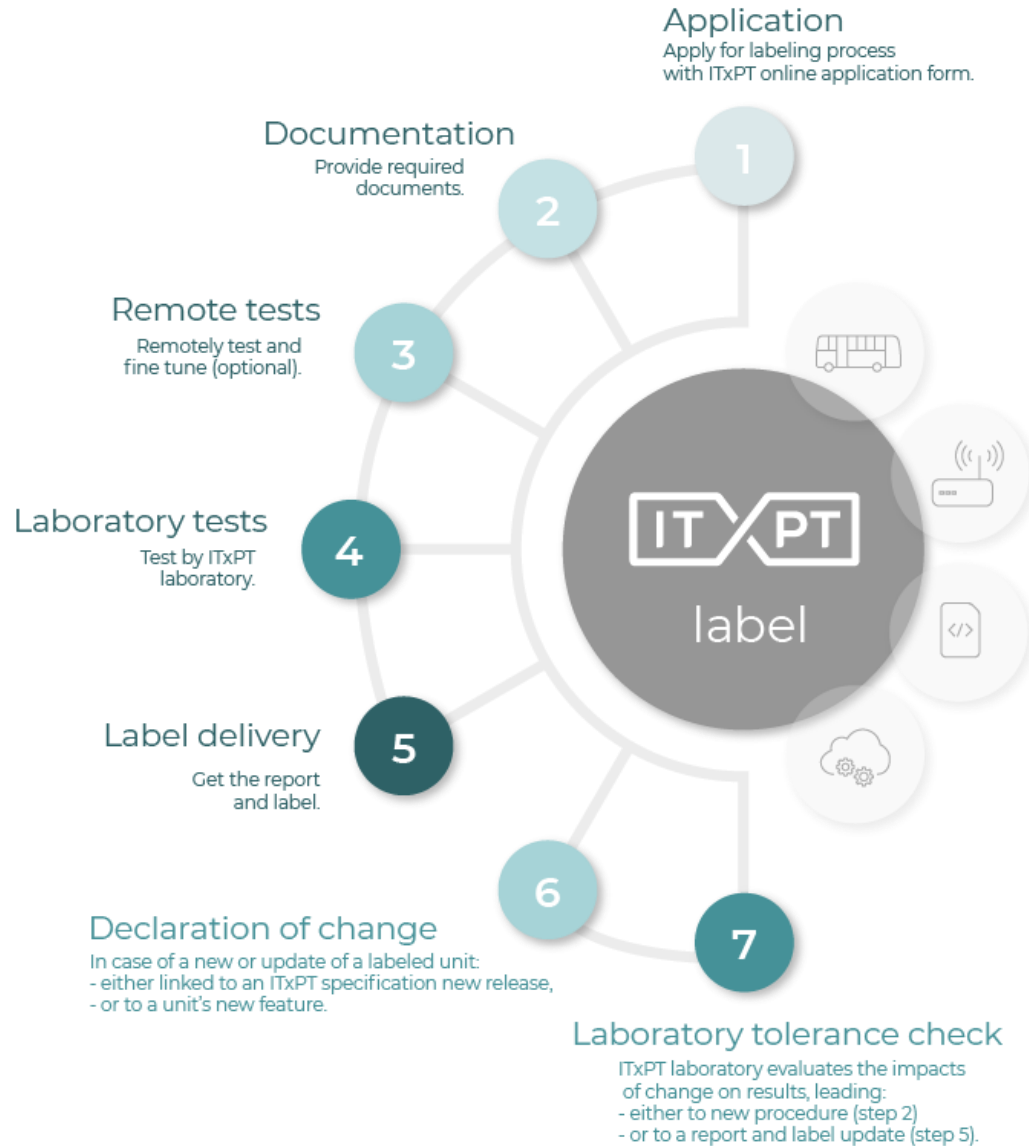 Application
Apply for labeling process
with ITxPT online application form.
1
Documentation
Provide required
documents.
2
Remote tests
Remotely test and
fine tune (optional).
3
Laboratory tests
Test by ITxPT
laboratory.
4
Label delivery
Get the report
and label.
5
IT PT
label
</>
6
Declaration of change
In case of a new or update of a labeled unit:
- either linked to an ITxPT specification new release,
- or to a unit's new feature.
7
Laboratory tolerance check
ITxPT laboratory evaluates the impacts
of change on results, leading:
- either to new procedure (step 2)
- or to a report and label update (step 5).